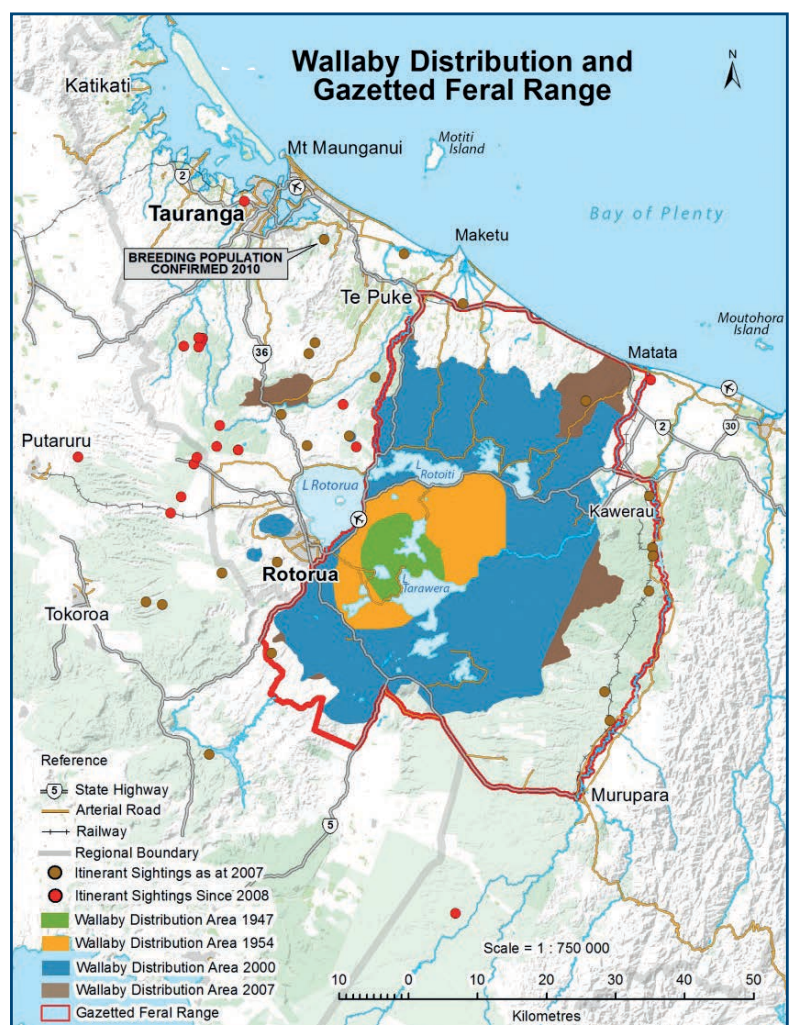 Wallaby Distribution and
Gazetted Feral Range
N
Katikati
Motiti
Island
Mt Maunganui
2
Tauranga
Bay of Plenty
Maketu
BREEDING POPULATION
CONFIRMED 2010
Te Puke
Moutohora
Island
36
Matata
2
30
Putaruru
L
Rotoiti
L Rotorua
Kawerau
Rotorua
L
Tarawera
Tokoroa
Reference
5 State Highway
Arterial Road
Railway
Regional Boundary
Itinerant Sightings as at 2007
Itinerant Sightings Since 2008
Wallaby Distribution Area 1947
Wallaby Distribution Area 1954
Wallaby Distribution Area 2000
Wallaby Distribution Area 2007
Gazetted Feral Range
Murupara
5
Scale = 1 : 750 000
10 0 10 20 30 40 50
Kilometres